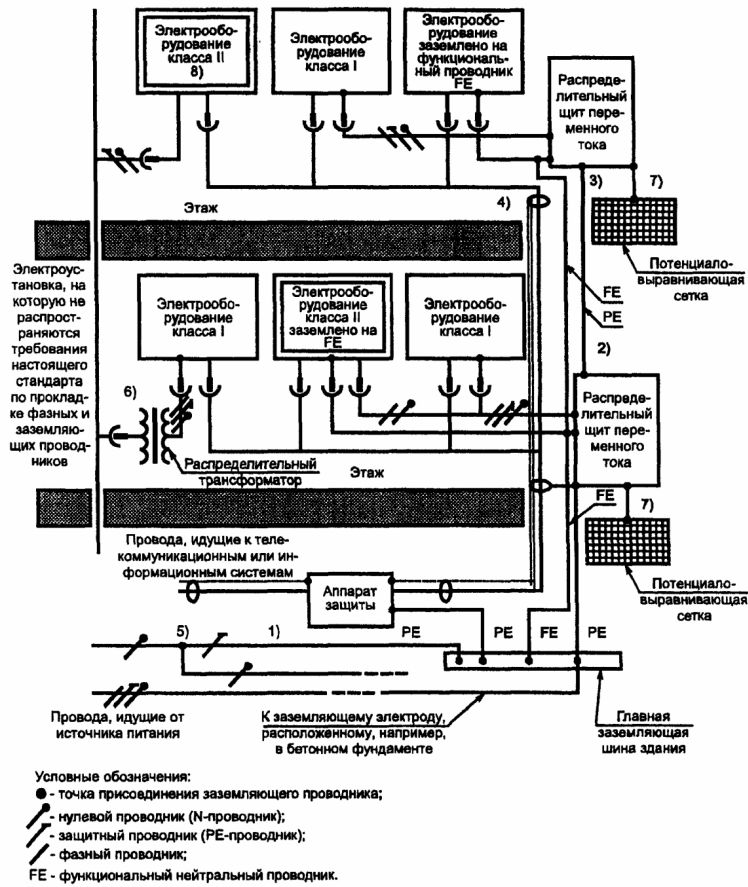 Электрообо-
рудование
класса II
8)
Электрообо-
рудование
класса I
Электрообо-
рудование
заземлено на
функциональ-
ный проводник
FE
Распреде-
лительный
щит пере-
менного
тока
3)
7)
4)
Этаж
Потенциало-
выравнивающая
сетка
FE
PE
2)
Электроус-
тановка, на
которую не
распрост-
раняются
требования
настоящего
стандарта
по проклад-
ке фазных и
заземляю-
щих провод-
ников
Электрообо-
рудование
класса I
Электрообо-
рудование
класса II
заземлено на
FE
Электрообо-
рудование
класса I
6)
Распределительный
трансформатор
Распреде-
лительный
щит пере-
менного
тока
Этаж
FE
7)
Потенциало-
выравнивающая
сетка
Провода, идущие к теле-
коммуникационным или ин-
формационным системам
Аппарат
защиты
5)
1)
PE
PE
FE
PE
Провода, идущие от
источника питания
К заземляющему электроду,
расположенному, например,
в бетонном фундаменте
Главная
заземляющая
шина здания
Условные обозначения:
- точка присоединения заземляющего проводника;
- нулевой проводник (N-проводник);
- защитный проводник (PE-проводник);
- фазный проводник;
FE - функциональный нейтральный проводник.